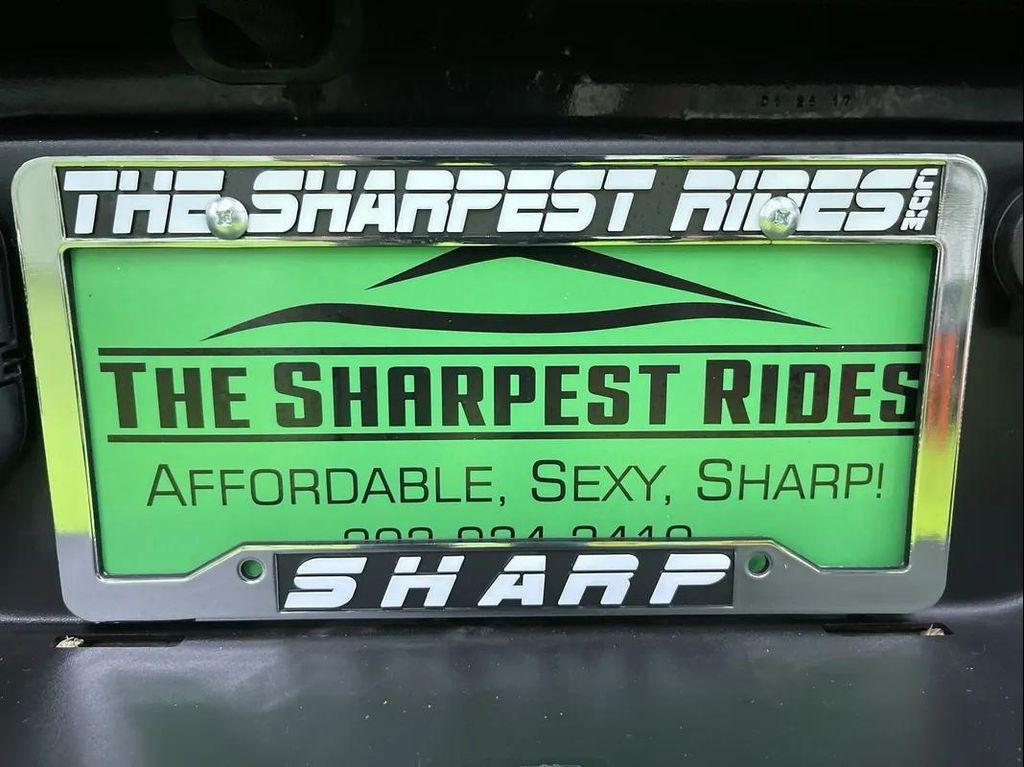 THE SHARPEST RIDES.COM
THE SHARPEST RIDES
AFFORDABLE, SEXY, SHARP!
SHARP